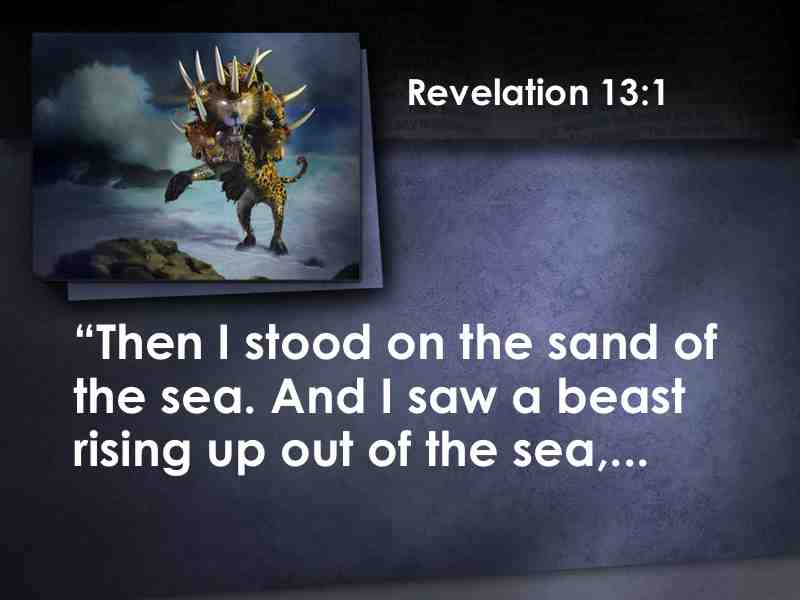 Revelation 13:1
“Then I stood on the sand of
the sea. And I saw a beast
rising up out of the sea,...